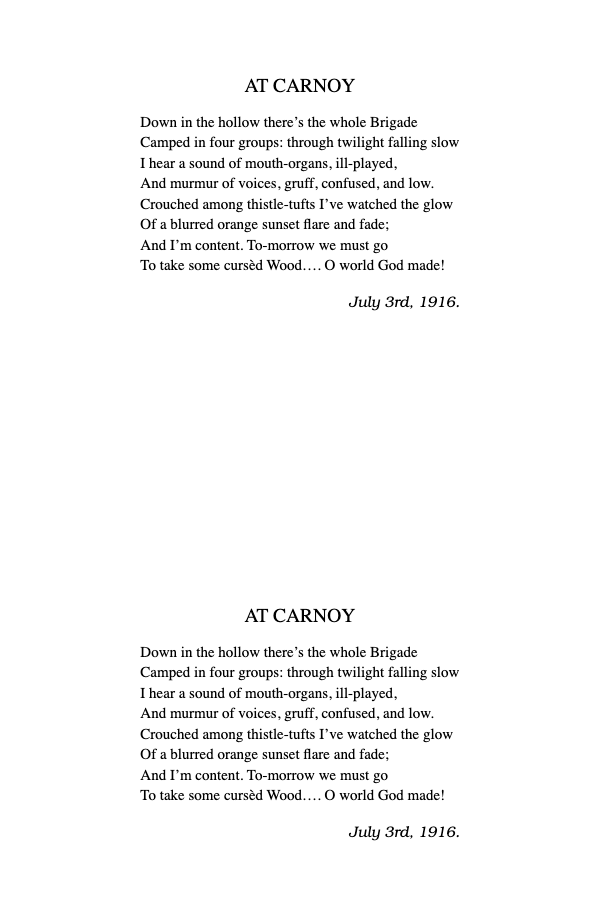 AT CARNOY
Down in the hollow there’s the whole Brigade
Camped in four groups: through twilight falling slow
I hear a sound of mouth-organs, ill-played,
And murmur of voices, gruff, confused, and low.
Crouched among thistle-tufts I’ve watched the glow
Of a blurred orange sunset flare and fade;
And I’m content. To-morrow we must go
To take some cursèd Wood.... O world God made!
July 3rd, 1916.
AT CARNOY
Down in the hollow there’s the whole Brigade
Camped in four groups: through twilight falling slow
I hear a sound of mouth-organs, ill-played,
And murmur of voices, gruff, confused, and low.
Crouched among thistle-tufts I’ve watched the glow
Of a blurred orange sunset flare and fade;
And I’m content. To-morrow we must go
To take some cursèd Wood.... O world God made!
July 3rd, 1916.